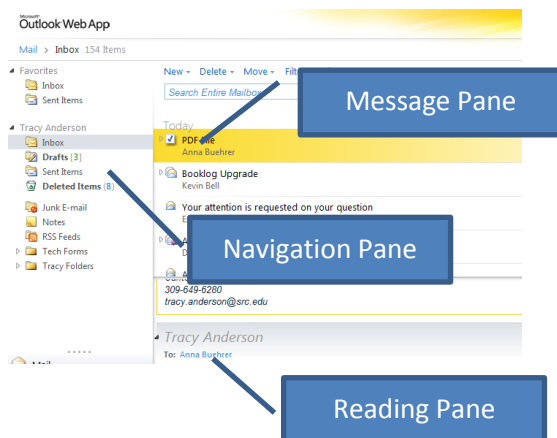 Microsoft
Outlook Web App
Mail > Inbox 154 Items
Favorites
Inbox
Sent Items
Tracy Anderson
Inbox
Drafts [3]
Sent Items
Deleted Items (8)
Junk E-mail
Notes
RSS Feeds
Tech Forms
Tracy Folders
Mail
New Delete Move
Search Entire Mailbox
Today
PDF file
Anna Buehrer
Booklog Upgrade
Kevin Bell
Your attention is requested on your question
309-649-6280
tracy.anderson@src.edu
Tracy Anderson
To: Anna Buehrer
Message Pane
Navigation Pane
Reading Pane